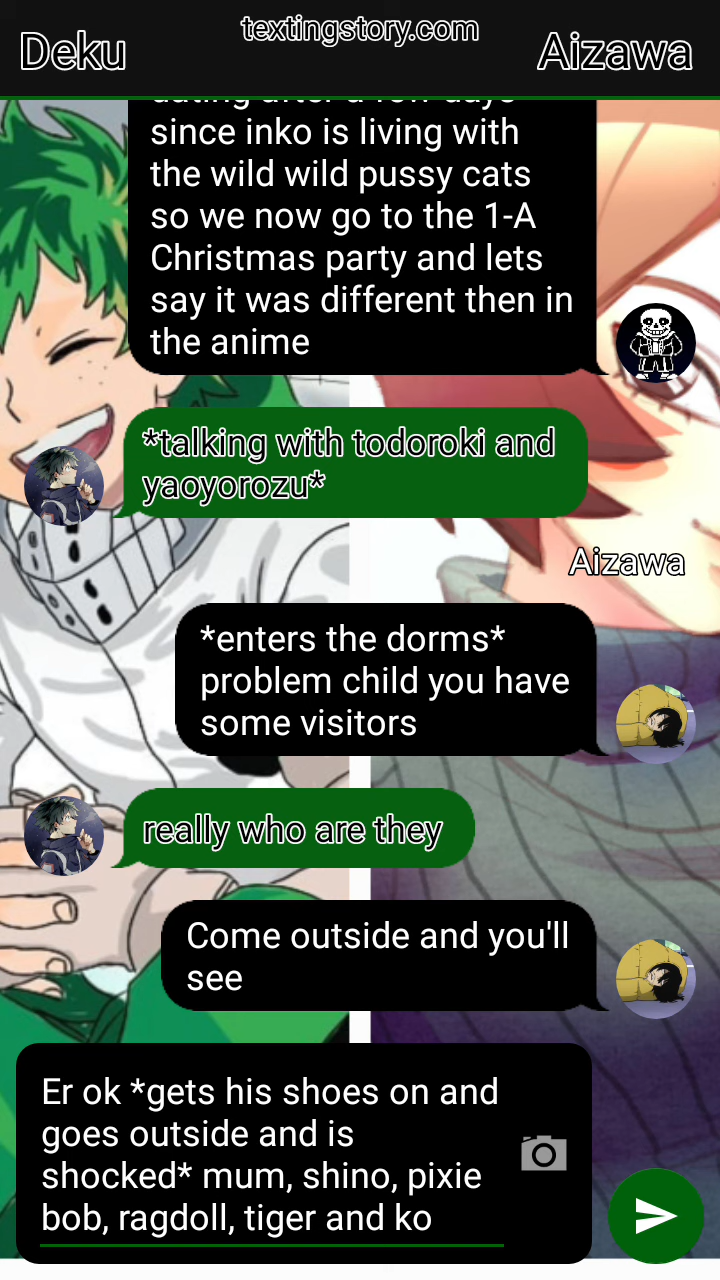 textingstory.com
Deku
Aizawa
dating after a few days
since inko is living with
the wild wild pussy cats
so we now go to the 1-A
Christmas party and lets
say it was different then in
the anime
*talking with todoroki and
yaoyorozu*
Aizawa
*enters the dorms*
problem child you have
some visitors
really who are they
Come outside and you'll
see
Er ok *gets his shoes on and
goes outside and is
shocked* mum, shino, pixie
bob, ragdoll, tiger and ko